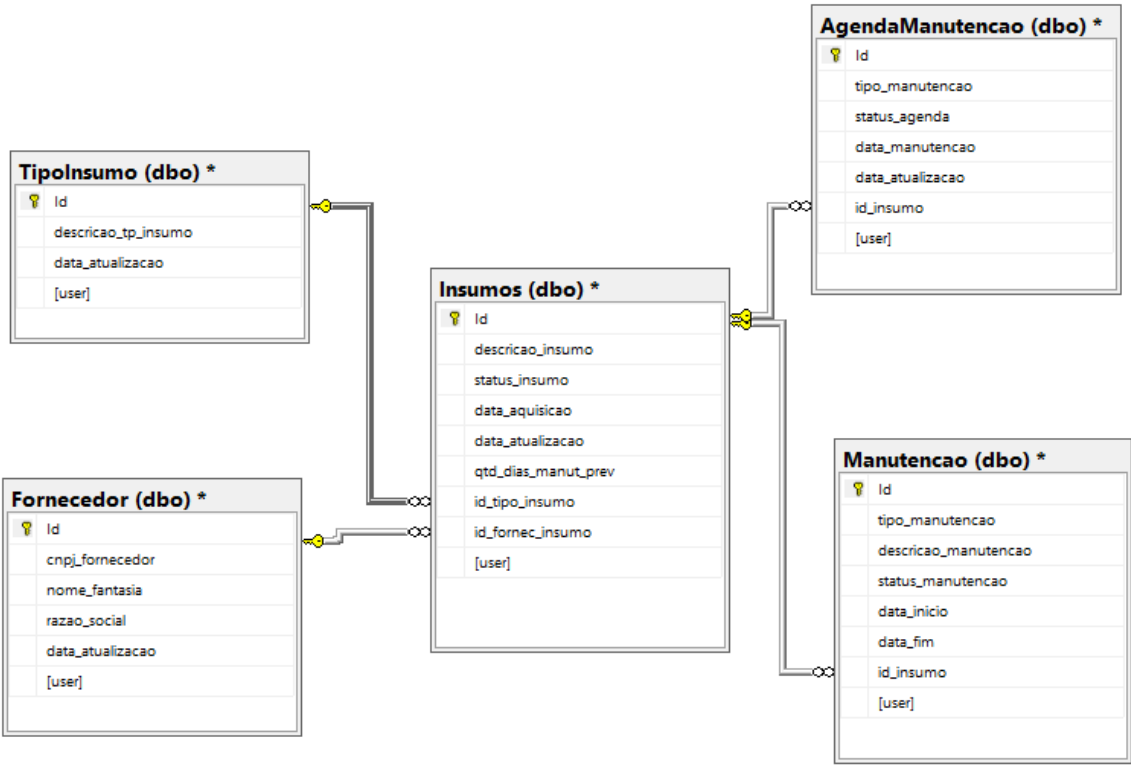 AgendaManutencao (dbo) *
Id
tipo_manutencao
status_agenda
data_manutencao
data_atualizacao
id_insumo
[user]
TipoInsumo (dbo) *
Id
descricao_tp_insumo
data_atualizacao
[user]
Insumos (dbo) *
Id
descricao_insumo
status_insumo
data_aquisicao
data_atualizacao
qtd_dias_manut_prev
id_tipo_insumo
id_fornec_insumo
[user]
Fornecedor (dbo) *
Id
cnpj_fornecedor
nome_fantasia
razao_social
data_atualizacao
[user]
Manutencao (dbo) *
Id
tipo_manutencao
descricao_manutencao
status_manutencao
data_inicio
data_fim
id_insumo
[user]